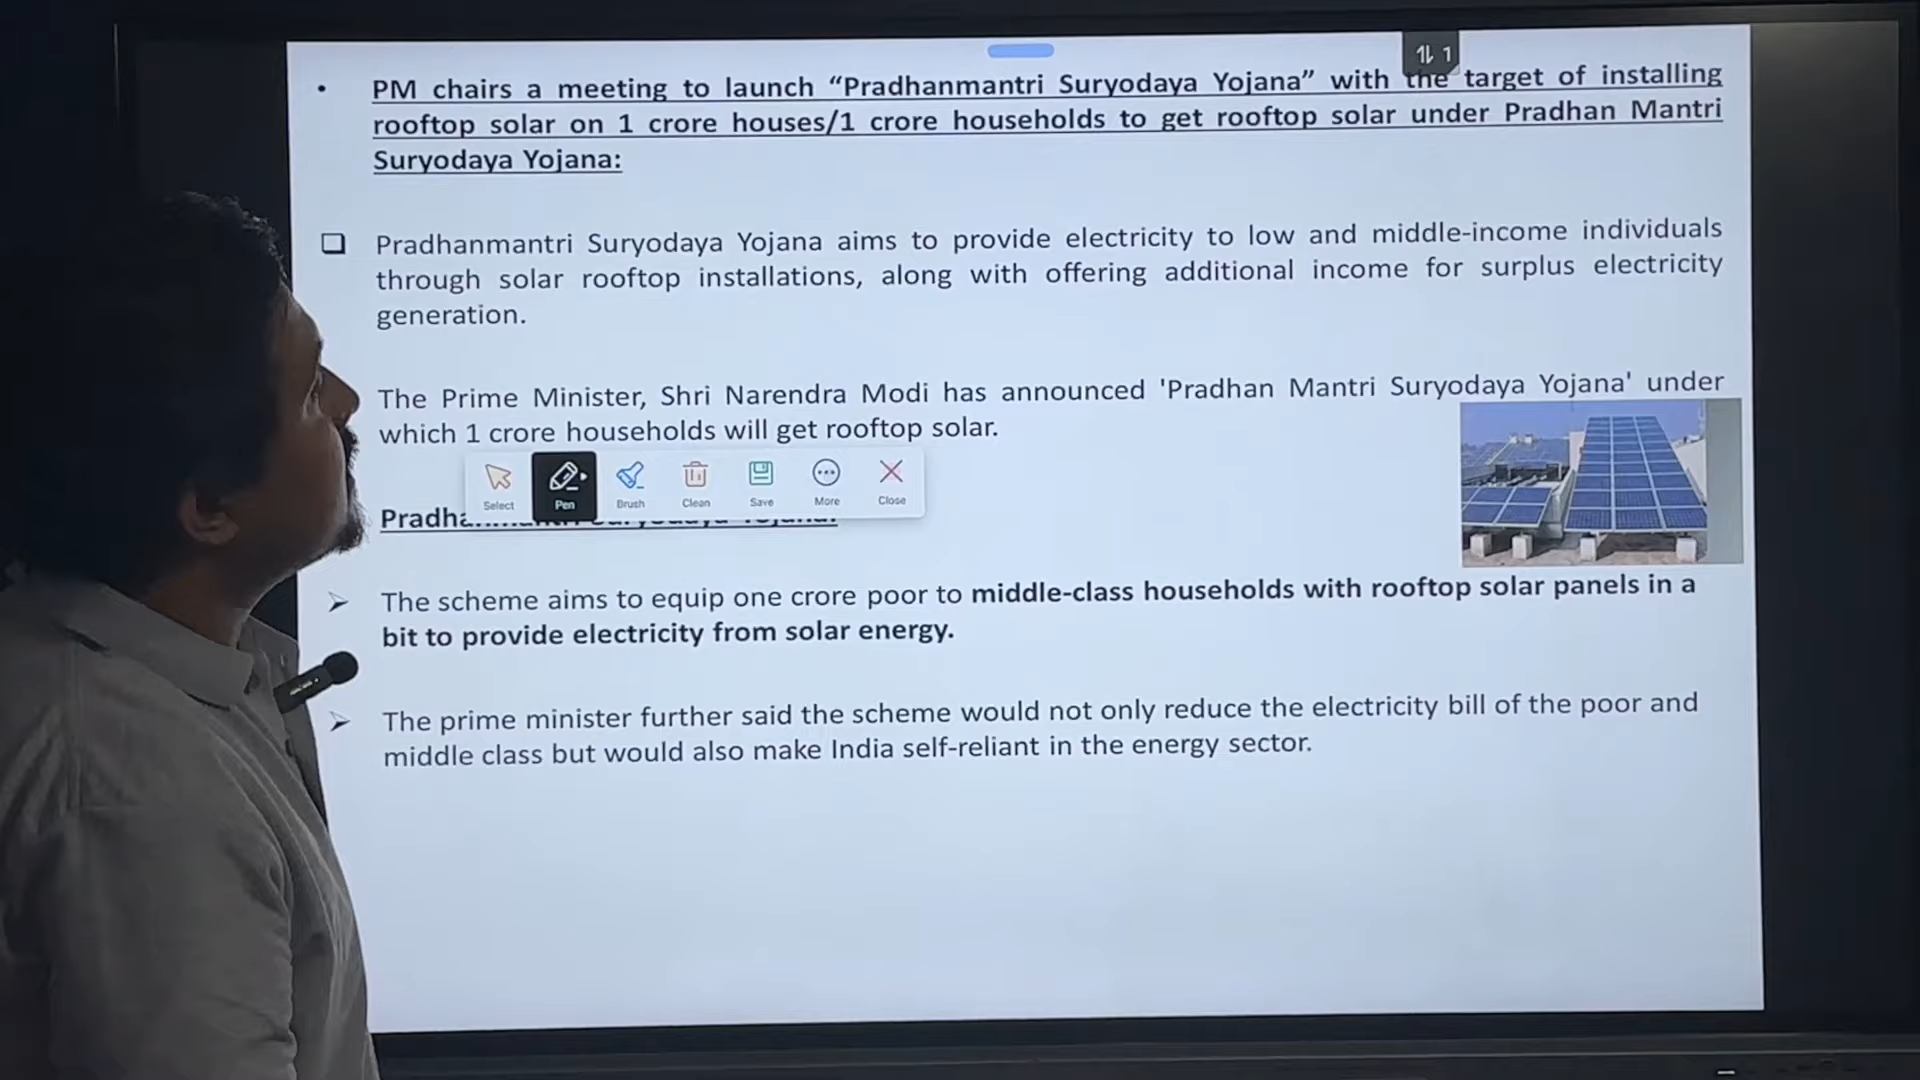 ⇅ 1
• PM chairs a meeting to launch “Pradhanmantri Suryodaya Yojana” with the target of installing
rooftop solar on 1 crore houses/1 crore households to get rooftop solar under Pradhan Mantri
Suryodaya Yojana:
❑ Pradhanmantri Suryodaya Yojana aims to provide electricity to low and middle-income individuals
through solar rooftop installations, along with offering additional income for surplus electricity
generation.
The Prime Minister, Shri Narendra Modi has announced 'Pradhan Mantri Suryodaya Yojana' under
which 1 crore households will get rooftop solar.
Select Pen Brush Clean Save More Close
Pradhanmantri Suryodaya Yojana:
➢ The scheme aims to equip one crore poor to middle-class households with rooftop solar panels in a
bit to provide electricity from solar energy.
➢ The prime minister further said the scheme would not only reduce the electricity bill of the poor and
middle class but would also make India self-reliant in the energy sector.